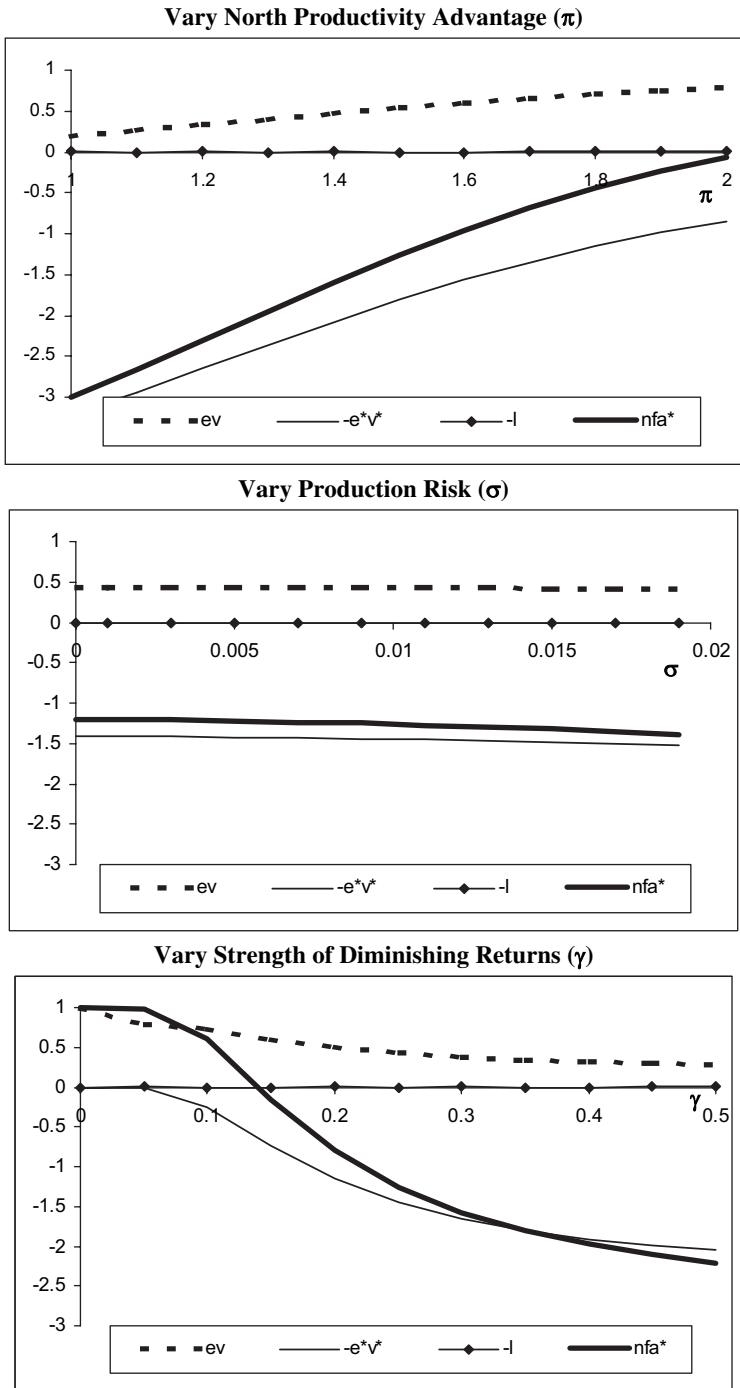 Vary North Productivity Advantage (π)
1
0.5
0
1 1.2 1.4 1.6 1.8 2
-0.5
π
-1
-1.5
-2
-2.5
-3
ev -e*v* -l nfa*
Vary Production Risk (σ)
1
0.5
0
0 0.005 0.01 0.015 0.02
-0.5
σ
-1
-1.5
-2
-2.5
-3
ev -e*v* -l nfa*
Vary Strength of Diminishing Returns (γ)
1
0.5
0
0 0.1 0.2 0.3 0.4 0.5
γ
-0.5
-1
-1.5
-2
-2.5
-3
ev -e*v* -l nfa*